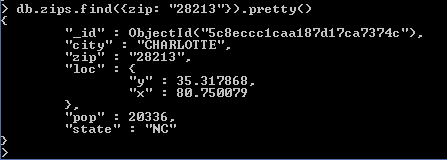 > db.zips.find({zip: "28213"}).pretty()
{
        "_id" : ObjectId("5c8eccc1caa187d17ca7374c"),
        "city" : "CHARLOTTE",
        "zip" : "28213",
        "loc" : {
                "y" : 35.317868,
                "x" : 80.750079
        },
        "pop" : 20336,
        "state" : "NC"
}
>